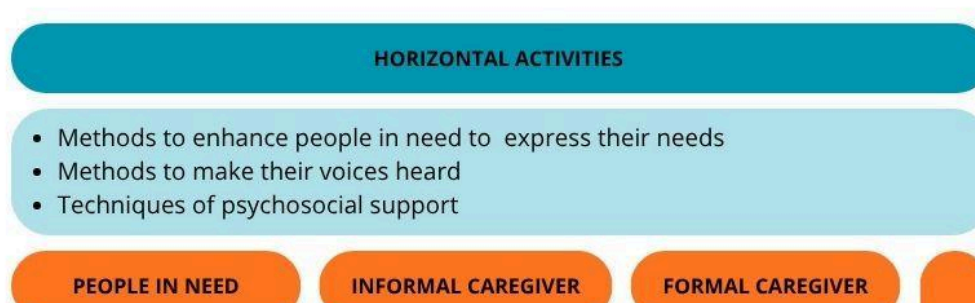 HORIZONTAL ACTIVITIES
• Methods to enhance people in need to express their needs
• Methods to make their voices heard
• Techniques of psychosocial support
PEOPLE IN NEED INFORMAL CAREGIVER FORMAL CAREGIVER